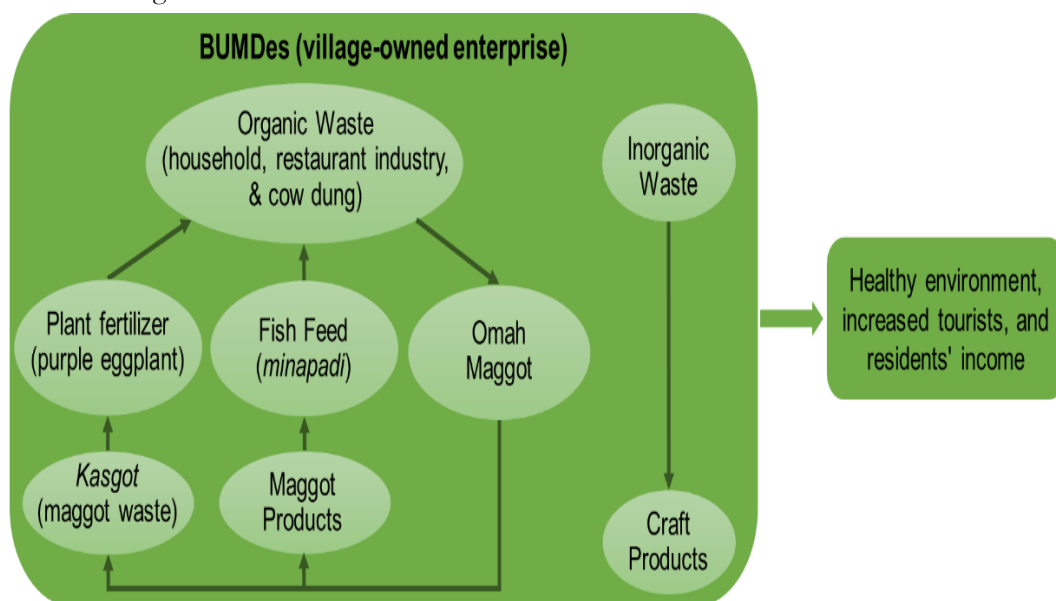 BUMDes (village-owned enterprise)
Organic Waste
(household, restaurant industry,
& cow dung)
Inorganic
Waste
Plant fertilizer
(purple eggplant)
Fish Feed
(minapadi)
Omah
Maggot
Healthy environment,
increased tourists, and
residents' income
Kasgot
(maggot waste)
Maggot
Products
Craft
Products